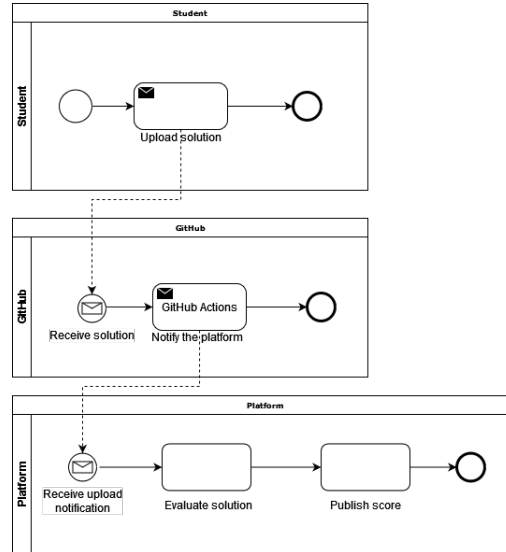 Student
Student
Upload solution
GitHub
GitHub
GitHub Actions
Receive solution
Notify the platform
Platform
Platform
Receive upload
notification
Evaluate solution
Publish score